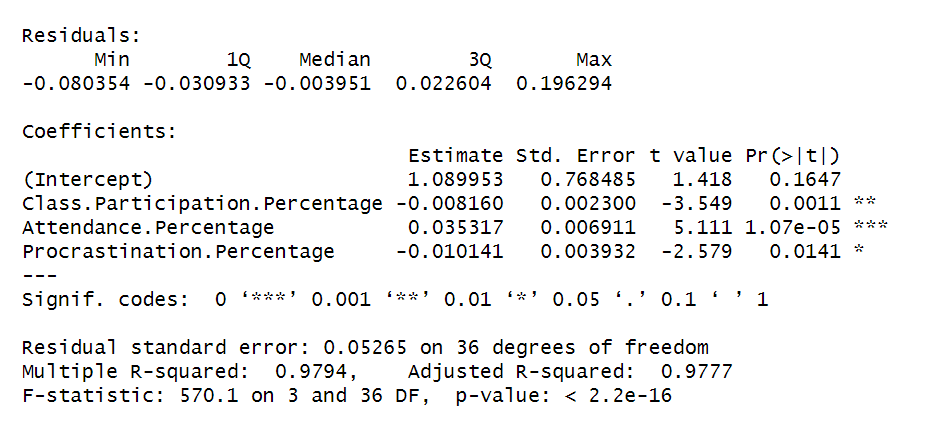 Residuals:
      Min        1Q    Median        3Q       Max
-0.080354 -0.030933 -0.003951  0.022604  0.196294

Coefficients:
                                Estimate Std. Error t value Pr(>|t|)
(Intercept)                     1.089953   0.768485   1.418   0.1647
Class.Participation.Percentage -0.008160   0.002300  -3.549   0.0011 **
Attendance.Percentage           0.035317   0.006911   5.111 1.07e-05 ***
Procrastination.Percentage     -0.010141   0.003932  -2.579   0.0141 *
---
Signif. codes:  0 ‘***’ 0.001 ‘**’ 0.01 ‘*’ 0.05 ‘.’ 0.1 ‘ ’ 1

Residual standard error: 0.05265 on 36 degrees of freedom
Multiple R-squared:  0.9794,    Adjusted R-squared:  0.9777
F-statistic: 570.1 on 3 and 36 DF,  p-value: < 2.2e-16